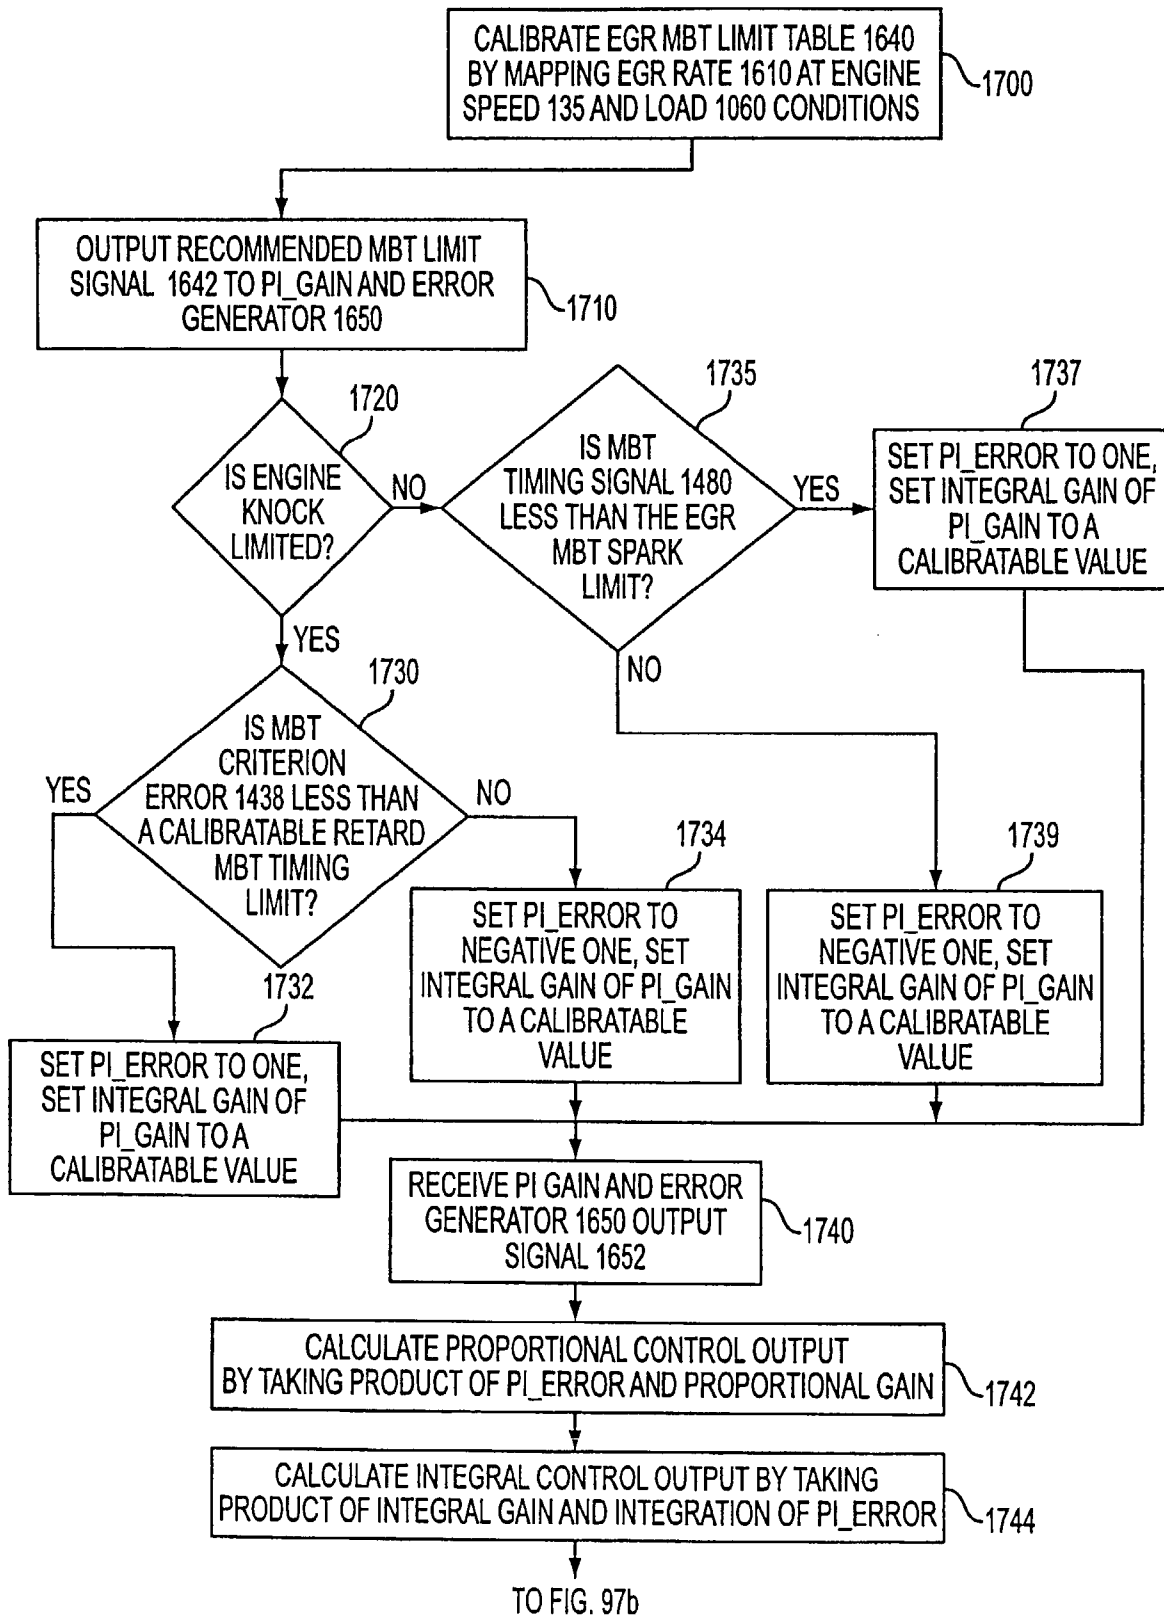 CALIBRATE EGR MBT LIMIT TABLE 1640
BY MAPPING EGR RATE 1610 AT ENGINE
SPEED 135 AND LOAD 1060 CONDITIONS
1700
OUTPUT RECOMMENDED MBT LIMIT
SIGNAL 1642 TO PI_GAIN AND ERROR
GENERATOR 1650
1710
1720
IS ENGINE
KNOCK
LIMITED?
NO
YES
1735
IS MBT
TIMING SIGNAL 1480
LESS THAN THE EGR
MBT SPARK
LIMIT?
YES
NO
1737
SET PI_ERROR TO ONE,
SET INTEGRAL GAIN OF
PI_GAIN TO A
CALIBRATABLE VALUE
1730
IS MBT
CRITERION
ERROR 1438 LESS THAN
A CALIBRATABLE RETARD
MBT TIMING
LIMIT?
YES
NO
1732
SET PI_ERROR TO ONE,
SET INTEGRAL GAIN OF
PI_GAIN TO A
CALIBRATABLE VALUE
1734
SET PI_ERROR TO
NEGATIVE ONE, SET
INTEGRAL GAIN OF PI_GAIN
TO A CALIBRATABLE
VALUE
1739
SET PI_ERROR TO
NEGATIVE ONE, SET
INTEGRAL GAIN OF PI_GAIN
TO A CALIBRATABLE
VALUE
RECEIVE PI GAIN AND ERROR
GENERATOR 1650 OUTPUT
SIGNAL 1652
1740
CALCULATE PROPORTIONAL CONTROL OUTPUT
BY TAKING PRODUCT OF PI_ERROR AND PROPORTIONAL GAIN
1742
CALCULATE INTEGRAL CONTROL OUTPUT BY TAKING
PRODUCT OF INTEGRAL GAIN AND INTEGRATION OF PI_ERROR
1744
TO FIG. 97b